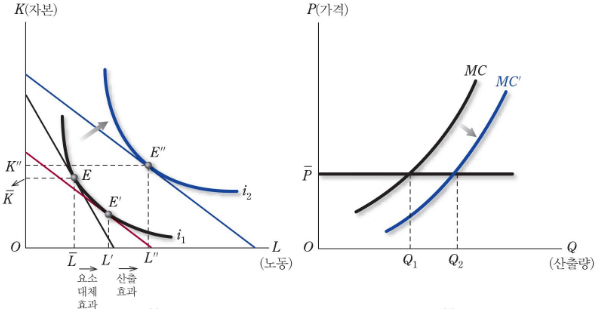 K(자본)
K″
K̄
O
E
E′
E″
i₁
i₂
L̄
L′
L″
L
(노동)
요소
대체
효과
산출
효과
P(가격)
MC
MC′
P̄
O
Q₁
Q₂
Q
(산출량)